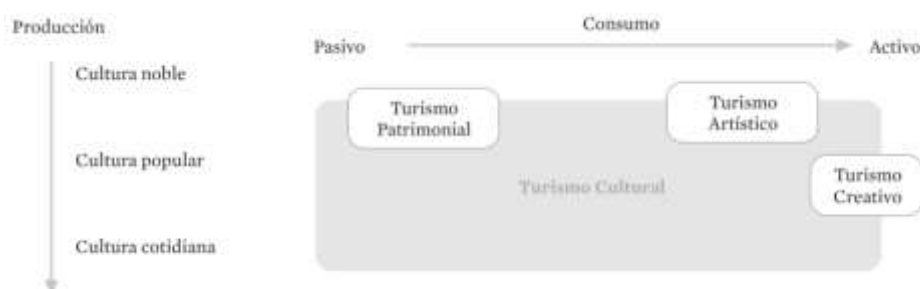 Producción
Consumo
Pasivo
Activo
Cultura noble
Turismo
Patrimonial
Turismo
Artístico
Cultura popular
Turismo Cultural
Turismo
Creativo
Cultura cotidiana